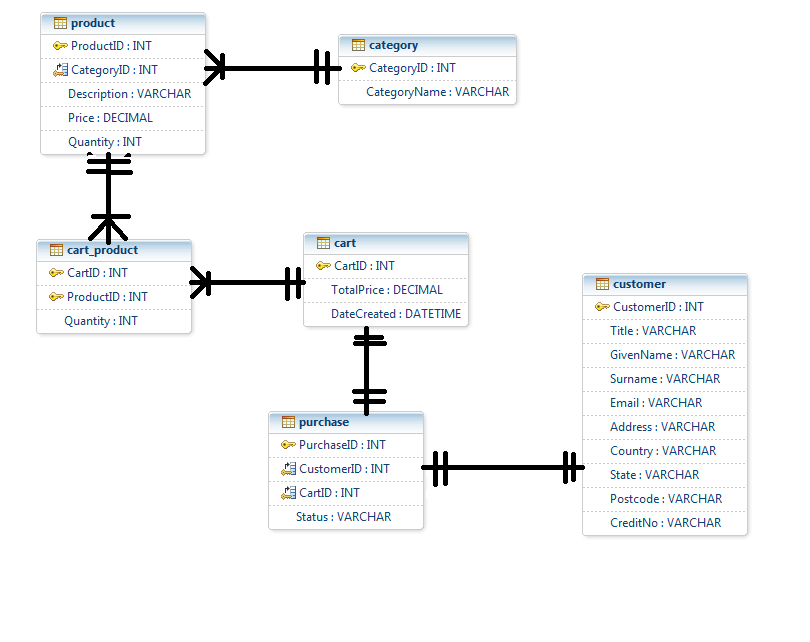 product
ProductID : INT
CategoryID : INT
Description : VARCHAR
Price : DECIMAL
Quantity : INT
category
CategoryID : INT
CategoryName : VARCHAR
cart_product
CartID : INT
ProductID : INT
Quantity : INT
cart
CartID : INT
TotalPrice : DECIMAL
DateCreated : DATETIME
customer
CustomerID : INT
Title : VARCHAR
GivenName : VARCHAR
Surname : VARCHAR
Email : VARCHAR
Address : VARCHAR
Country : VARCHAR
State : VARCHAR
Postcode : VARCHAR
CreditNo : VARCHAR
purchase
PurchaseID : INT
CustomerID : INT
CartID : INT
Status : VARCHAR